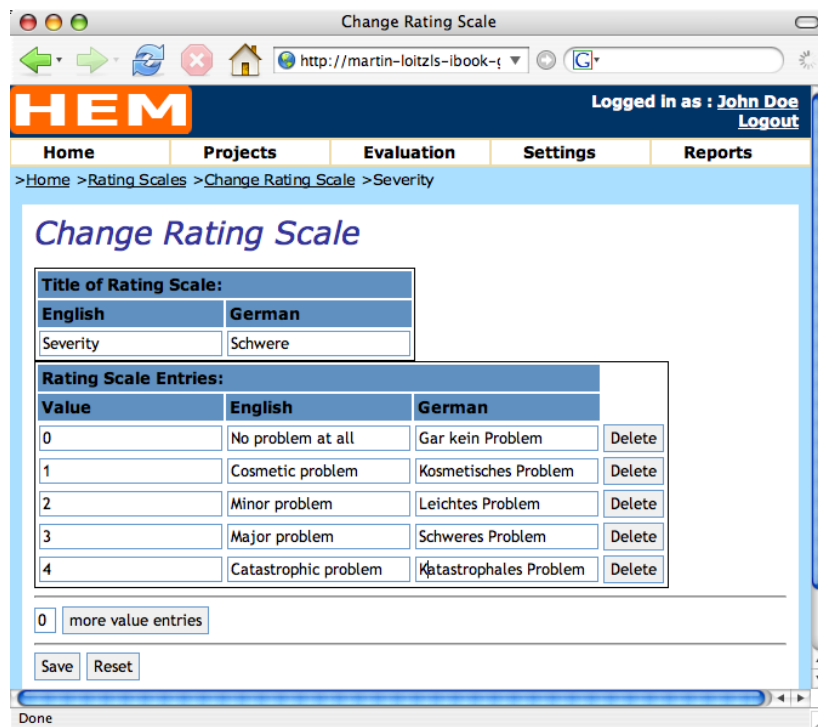 Change Rating Scale
http://martin-loitzls-ibook-g
G
HEM
Logged in as : John Doe
Logout
Home Projects Evaluation Settings Reports
>Home >Rating Scales >Change Rating Scale >Severity
Change Rating Scale
Title of Rating Scale:
English German
Severity Schwere
Rating Scale Entries:
Value English German
0 No problem at all Gar kein Problem Delete
1 Cosmetic problem Kosmetisches Problem Delete
2 Minor problem Leichtes Problem Delete
3 Major problem Schweres Problem Delete
4 Catastrophic problem Katastrophales Problem Delete
0 more value entries
Save Reset
Done